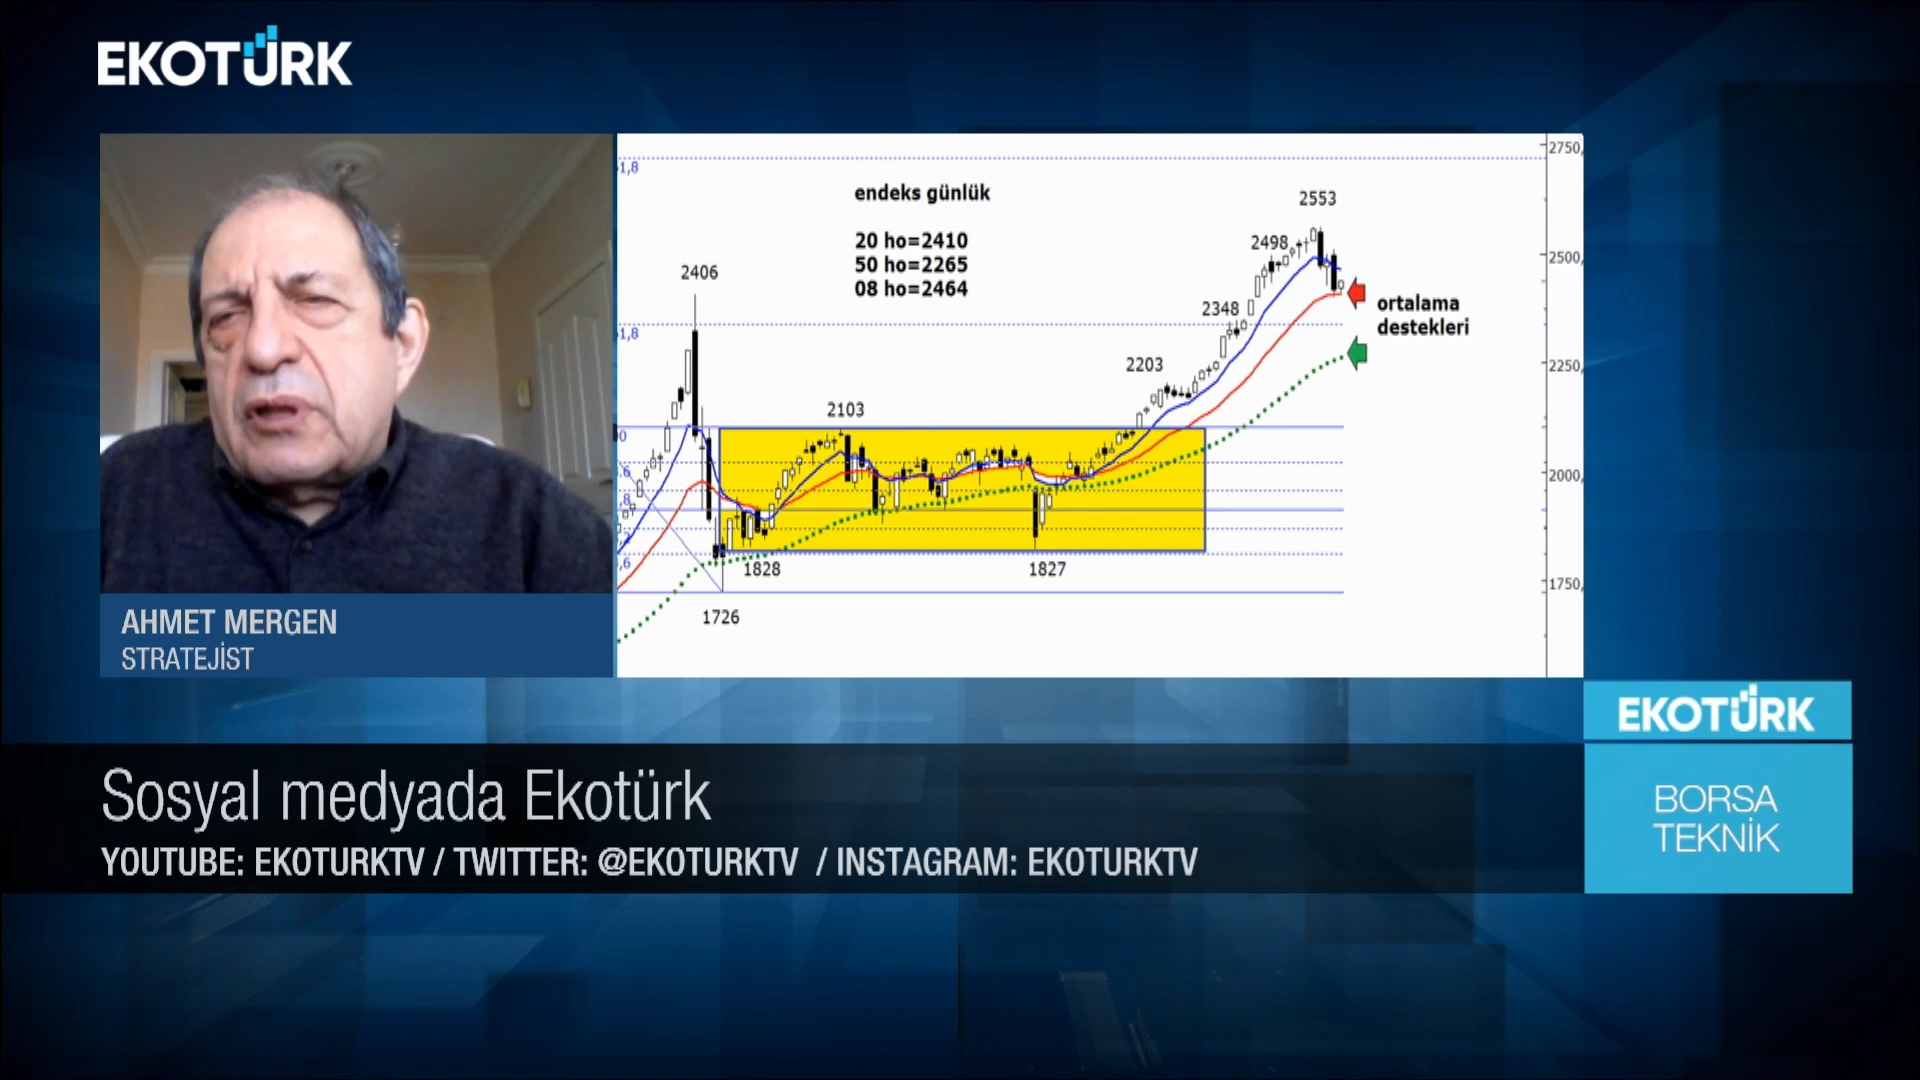 EKOTÜRK
AHMET MERGEN
STRATEJİST
61,8
endeks günlük
20 ho=2410
50 ho=2265
08 ho=2464
2406
2103
2203
2348
2498
2553
ortalama
destekleri
1828
1827
1726
2750,
2500,
2250,
2000,
1750,
EKOTÜRK
BORSA
TEKNİK
Sosyal medyada Ekotürk
YOUTUBE: EKOTURKTV / TWITTER: @EKOTURKTV / INSTAGRAM: EKOTURKTV